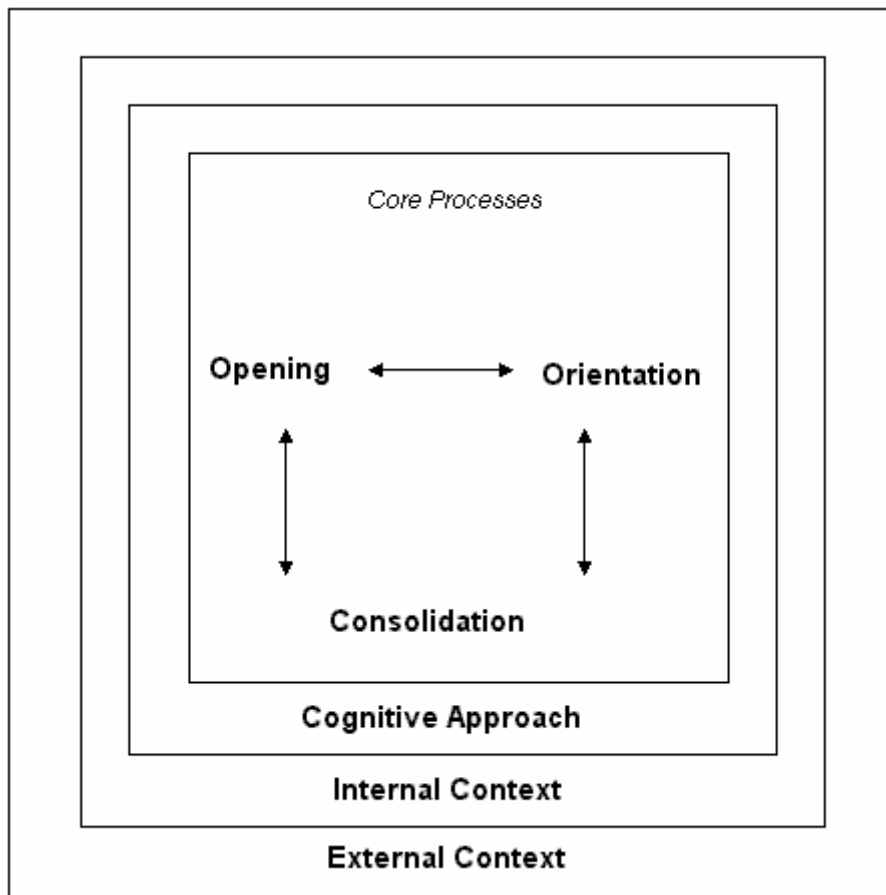 Core Processes
Opening
Orientation
Consolidation
Cognitive Approach
Internal Context
External Context